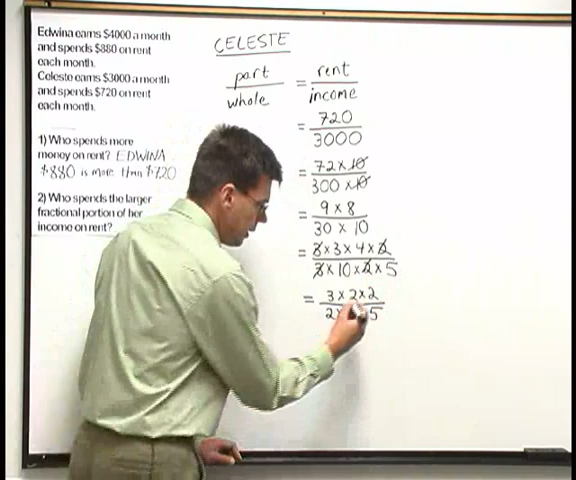 Edwina earns $4000 a month
and spends $880 on rent
each month.
Celeste earns $3000 a month
and spends $720 on rent
each month.
1) Who spends more
money on rent? EDWINA
$880 is more than $720
2) Who spends the larger
fractional portion of her
income on rent?
CELESTE
part
whole
= rent
income
= 720
3000
= 72 x 10
300 x 10
= 9 x 8
30 x 10
= 3 x 3 x 4 x 2
3 x 10 x 2 x 5
= 3 x 2 x 2
2 x 5